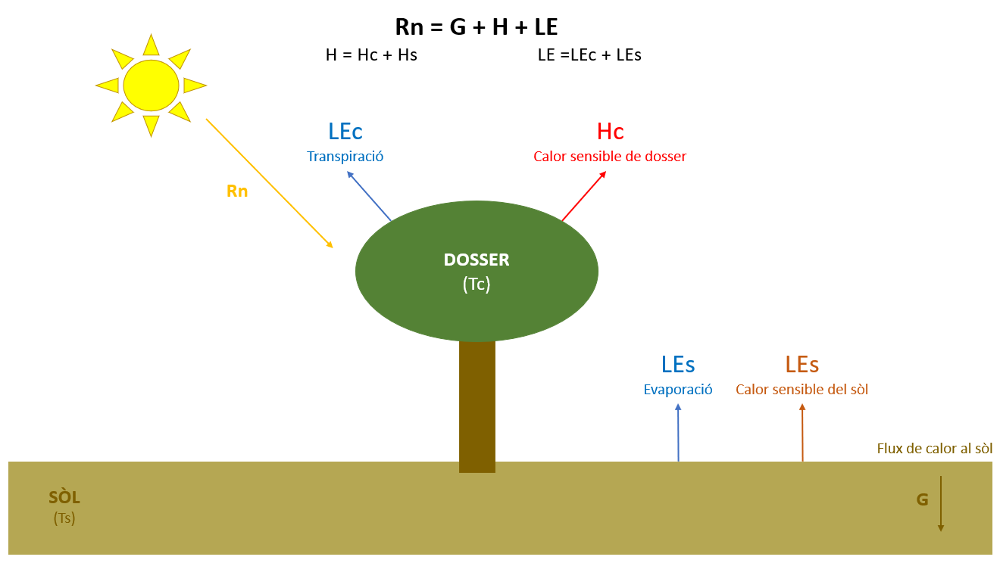 Rn = G + H + LE
H = Hc + Hs
LE =LEc + LEs
LEc
Transpiració
Hc
Calor sensible de dosser
Rn
DOSSER
(Tc)
LEs
Evaporació
LEs
Calor sensible del sòl
Flux de calor al sòl
SÒL
(Ts)
G